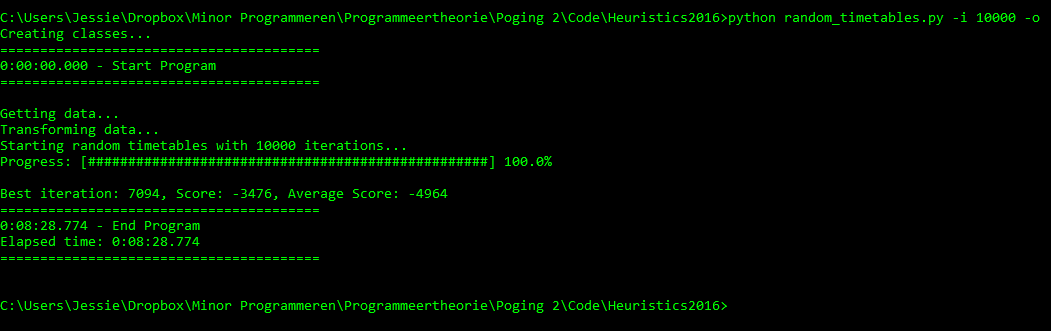 C:\Users\Jessie\Dropbox\Minor Programmeren\Programmeertheorie\Poging 2\Code\Heuristics2016>python random_timetables.py -i 10000 -o
Creating classes...
========================================
0:00:00.000 - Start Program
========================================
Getting data...
Transforming data...
Starting random timetables with 10000 iterations...
Progress: [##################################################] 100.0%
Best iteration: 7094, Score: -3476, Average Score: -4964
========================================
0:08:28.774 - End Program
Elapsed time: 0:08:28.774
========================================
C:\Users\Jessie\Dropbox\Minor Programmeren\Programmeertheorie\Poging 2\Code\Heuristics2016>